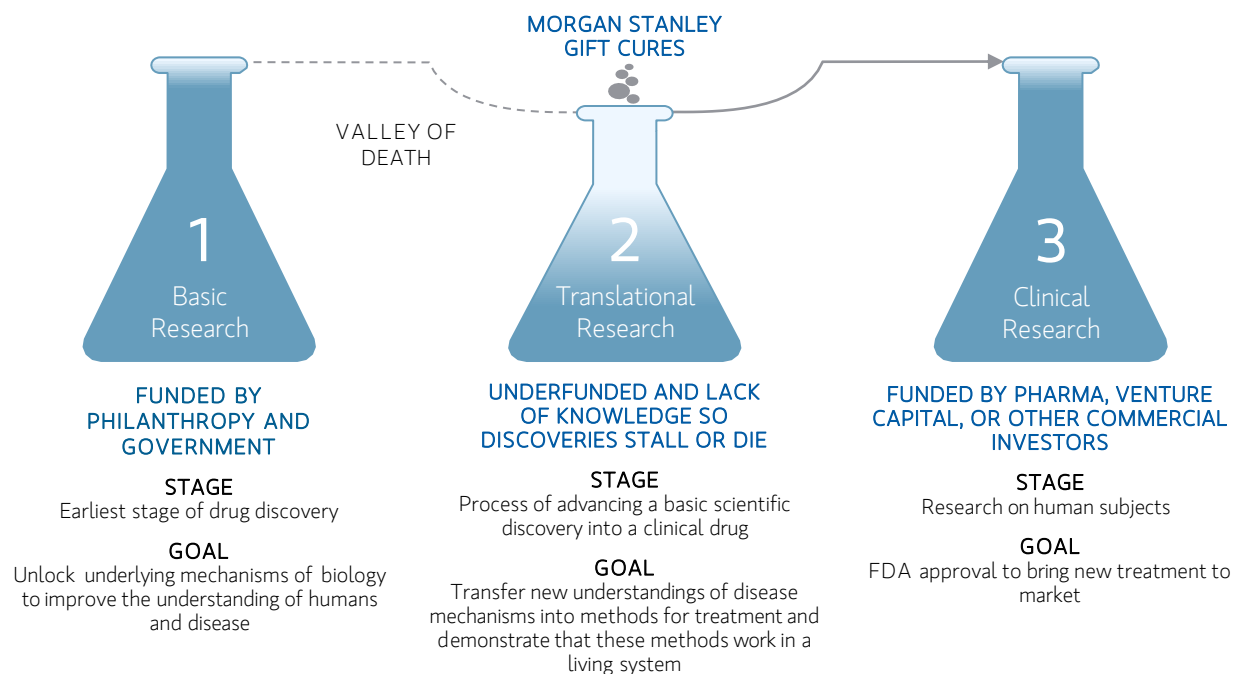 MORGAN STANLEY
GIFT CURES
VALLEY OF
DEATH
1
Basic
Research
FUNDED BY
PHILANTHROPY AND
GOVERNMENT
STAGE
Earliest stage of drug discovery
GOAL
Unlock underlying mechanisms of biology
to improve the understanding of humans
and disease
2
Translational
Research
UNDERFUNDED AND LACK
OF KNOWLEDGE SO
DISCOVERIES STALL OR DIE
STAGE
Process of advancing a basic scientific
discovery into a clinical drug
GOAL
Transfer new understandings of disease
mechanisms into methods for treatment and
demonstrate that these methods work in a
living system
3
Clinical
Research
FUNDED BY PHARMA, VENTURE
CAPITAL, OR OTHER COMMERCIAL
INVESTORS
STAGE
Research on human subjects
GOAL
FDA approval to bring new treatment to
market